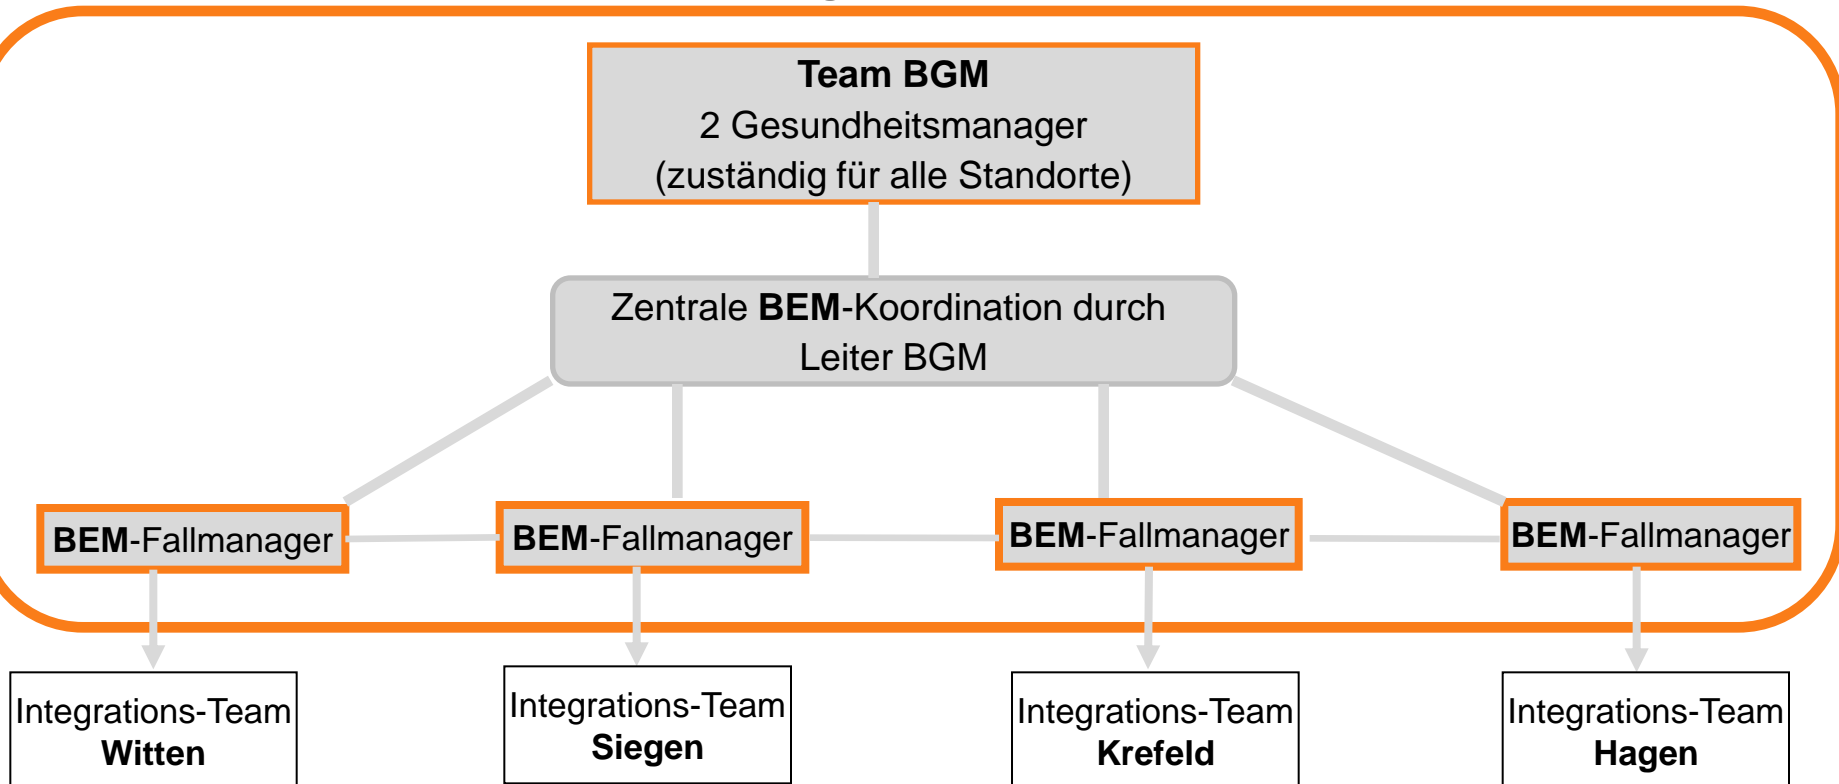 Team BGM
2 Gesundheitsmanager
(zuständig für alle Standorte)
Zentrale BEM-Koordination durch
Leiter BGM
BEM-Fallmanager
BEM-Fallmanager
BEM-Fallmanager
BEM-Fallmanager
Integrations-Team
Witten
Integrations-Team
Siegen
Integrations-Team
Krefeld
Integrations-Team
Hagen